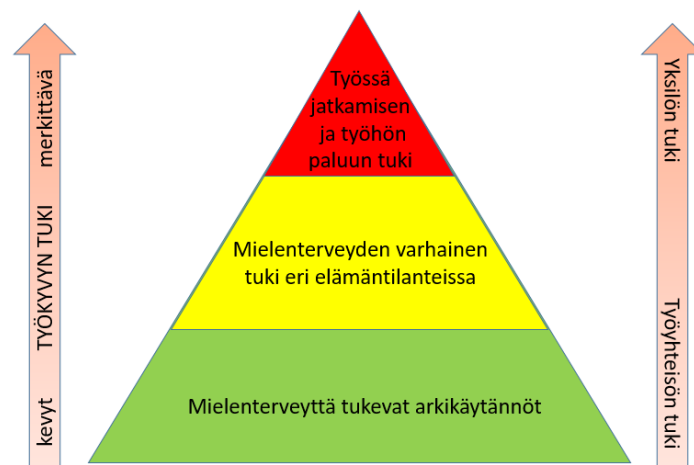 Työssä
jatkamisen
ja työhön
paluun tuki
Mielenterveyden varhainen
tuki eri elämäntilanteissa
Mielenterveyttä tukevat arkikäytännöt
kevyt TYÖKYVYN TUKI merkittävä
Työyhteisön tuki Yksilön tuki